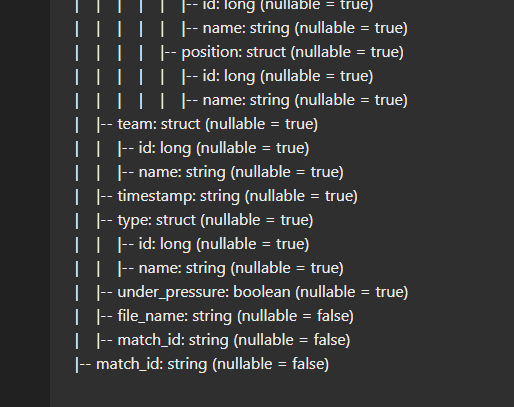 |    |    |    |    |    |-- id: long (nullable = true)
|    |    |    |    |    |-- name: string (nullable = true)
|    |    |    |    |-- position: struct (nullable = true)
|    |    |    |    |    |-- id: long (nullable = true)
|    |    |    |    |    |-- name: string (nullable = true)
|    |-- team: struct (nullable = true)
|    |    |-- id: long (nullable = true)
|    |    |-- name: string (nullable = true)
|    |-- timestamp: string (nullable = true)
|    |-- type: struct (nullable = true)
|    |    |-- id: long (nullable = true)
|    |    |-- name: string (nullable = true)
|    |-- under_pressure: boolean (nullable = true)
|    |-- file_name: string (nullable = false)
|    |-- match_id: string (nullable = false)
|-- match_id: string (nullable = false)